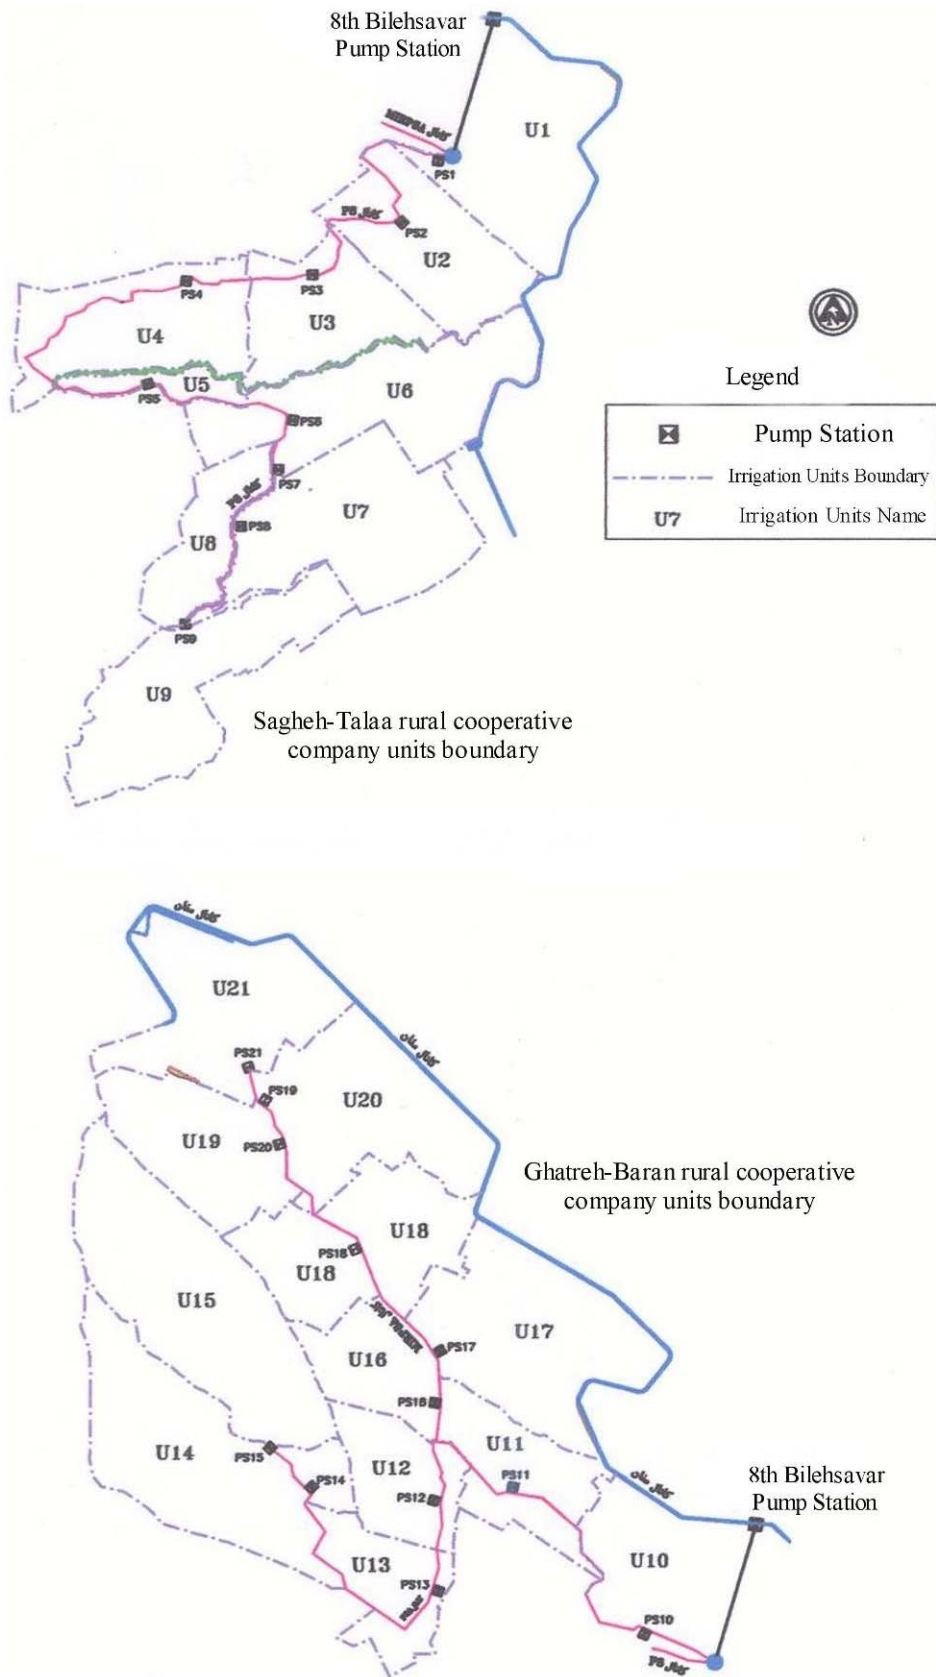 8th Bilehsavar
Pump Station
U1
PS1
PS2
U2
PS3
PS4
U3
U4
PS5
U5
U6
PS6
PS7
U7
PS8
U8
PS9
U9
Legend
Pump Station
Irrigation Units Boundary
U7
Irrigation Units Name
Sagheh-Talaa rural cooperative
company units boundary
U21
PS21
PS19
U20
U19
PS20
Ghatreh-Baran rural cooperative
company units boundary
U18
PS18
U18
U15
U17
PS17
U16
PS16
U11
U14
PS15
PS14
U12
PS11
PS12
8th Bilehsavar
Pump Station
U13
PS13
U10
PS10